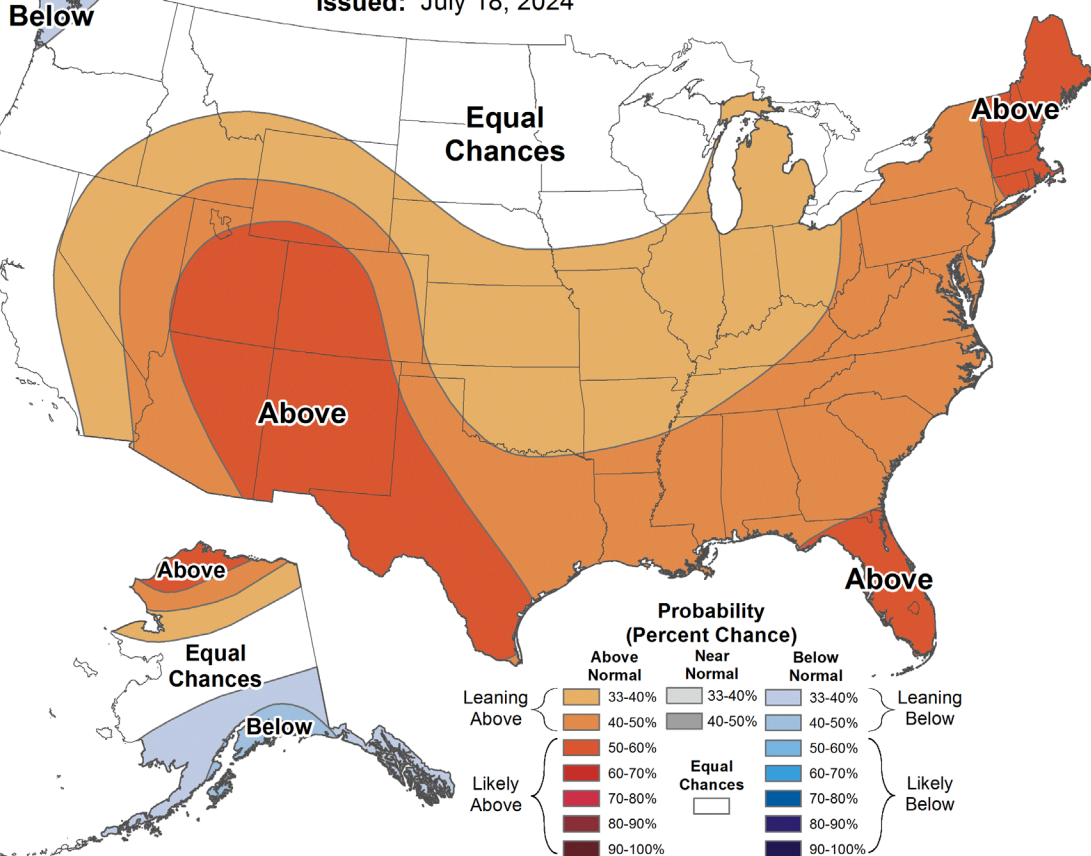 Issued: July 18, 2024
Below
Equal
Chances
Above
Above
Above
Above
Equal
Chances
Below
Probability
(Percent Chance)
Above
Normal
Near
Normal
Below
Normal
Leaning
Above
33-40%
33-40%
33-40%
Leaning
Below
40-50%
40-50%
40-50%
50-60%
50-60%
Likely
Above
60-70%
Equal
Chances
60-70%
Likely
Below
70-80%
70-80%
80-90%
80-90%
90-100%
90-100%